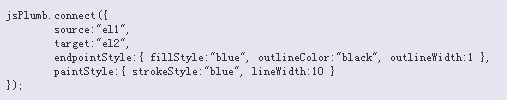 jsPlumb.connect({
        source:"el1",
        target:"el2",
        endpointStyle:{ fillStyle:"blue", outlineColor:"black", outlineWidth:1 },
        paintStyle:{ strokeStyle:"blue", lineWidth:10 }
});